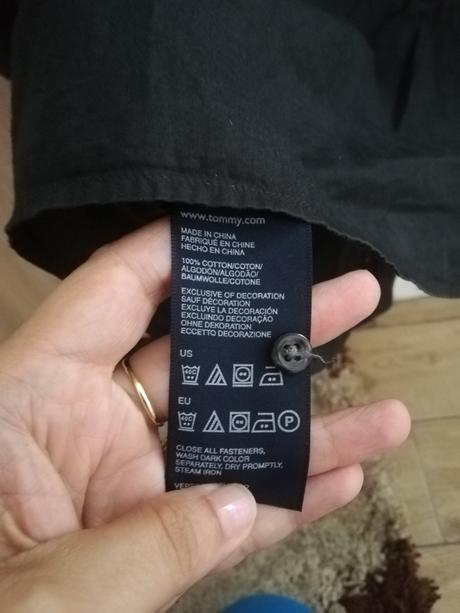 www.tommy.com
MADE IN CHINA
FABRIQUÉ EN CHINE
HECHO EN CHINA
100% COTTON/COTON/
ALGODÓN/ALGODÃO/
BAUMWOLLE/COTONE
EXCLUSIVE OF DECORATION
SAUF DÉCORATION
EXCLUYE LA DECORACIÓN
EXCLUINDO DECORAÇÃO
OHNE DEKORATION
ECCETTO DECORAZIONE
US
40C
EU
40C P
CLOSE ALL FASTENERS,
WASH DARK COLOR
SEPARATELY, DRY PROMPTLY,
STEAM IRON